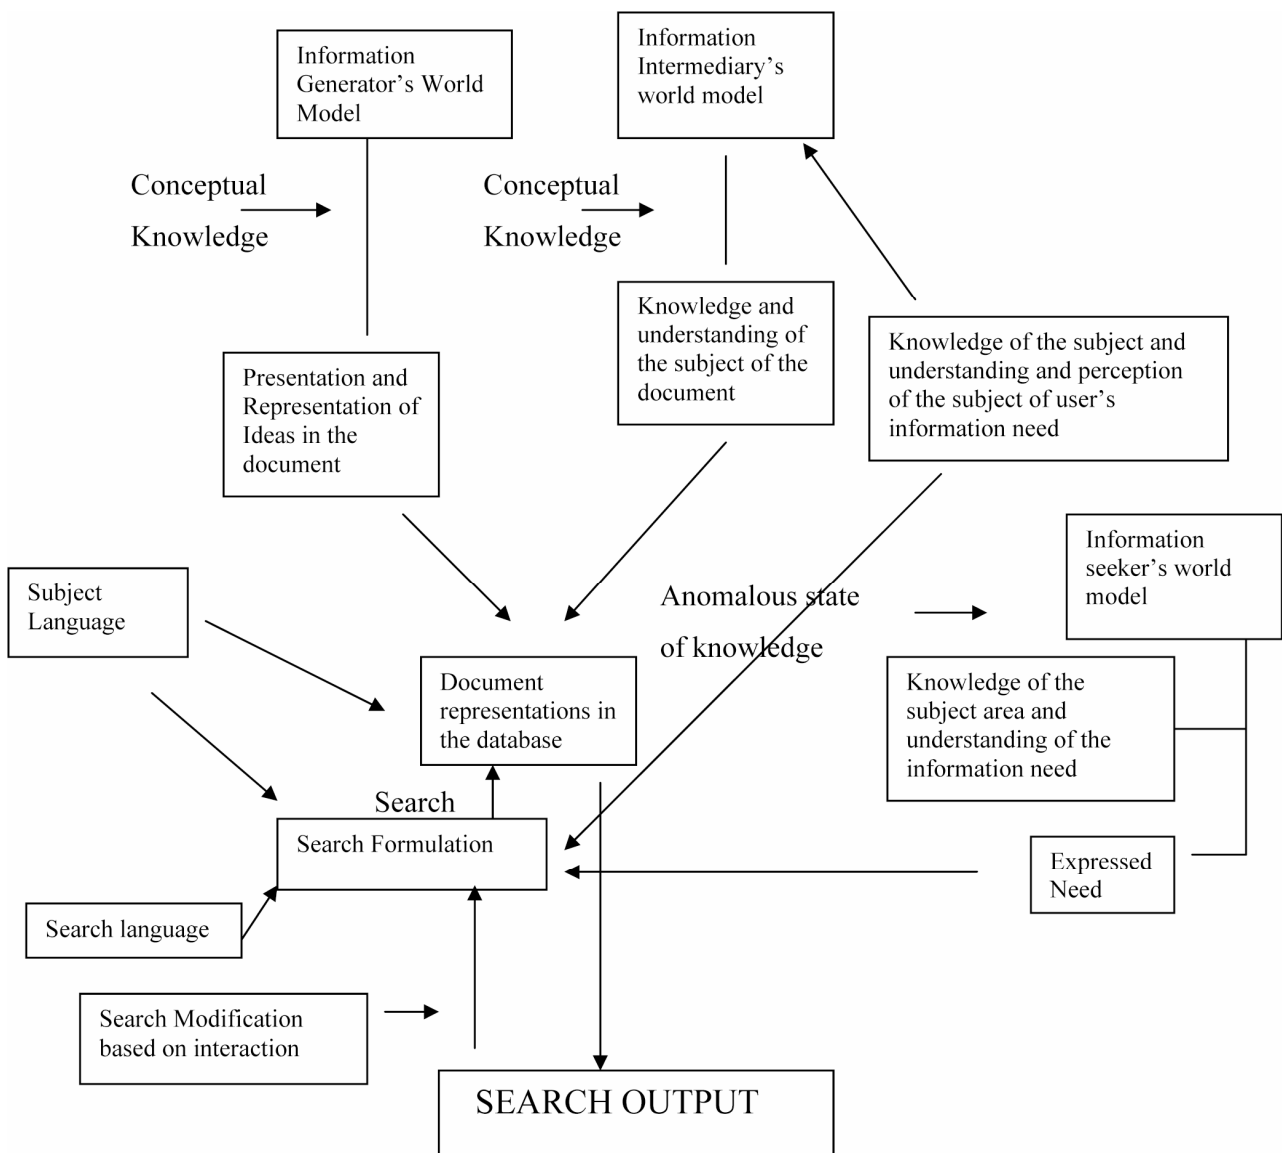 Information
Generator’s World
Model
Information
Intermediary’s
world model
Conceptual
Knowledge
Conceptual
Knowledge
Knowledge and
understanding of
the subject of the
document
Knowledge of the subject and
understanding and perception
of the subject of user’s
information need
Presentation and
Representation of
Ideas in the
document
Information
seeker’s world
model
Subject
Language
Anomalous state
of knowledge
Document
representations in
the database
Knowledge of the
subject area and
understanding of the
information need
Search
Search Formulation
Expressed
Need
Search language
Search Modification
based on interaction
SEARCH OUTPUT